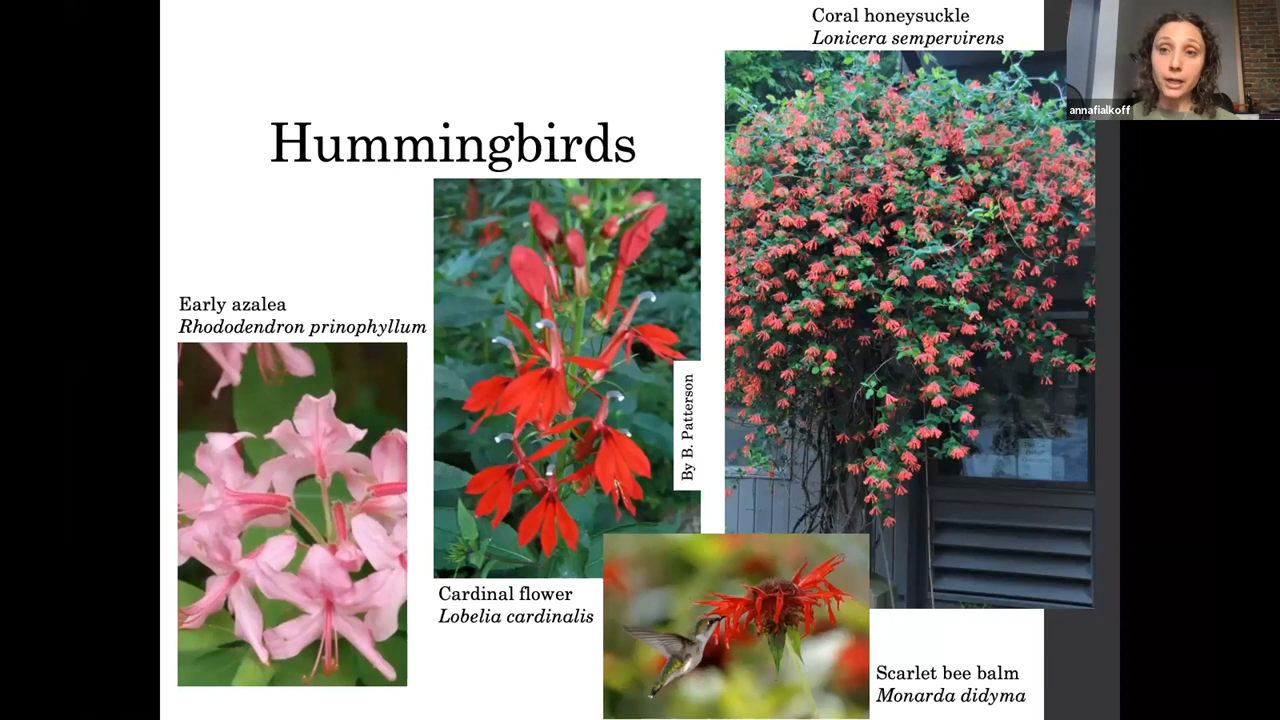 Coral honeysuckle
Lonicera sempervirens
annafialkoff
Hummingbirds
Early azalea
Rhododendron prinophyllum
By B. Patterson
Cardinal flower
Lobelia cardinalis
Scarlet bee balm
Monarda didyma